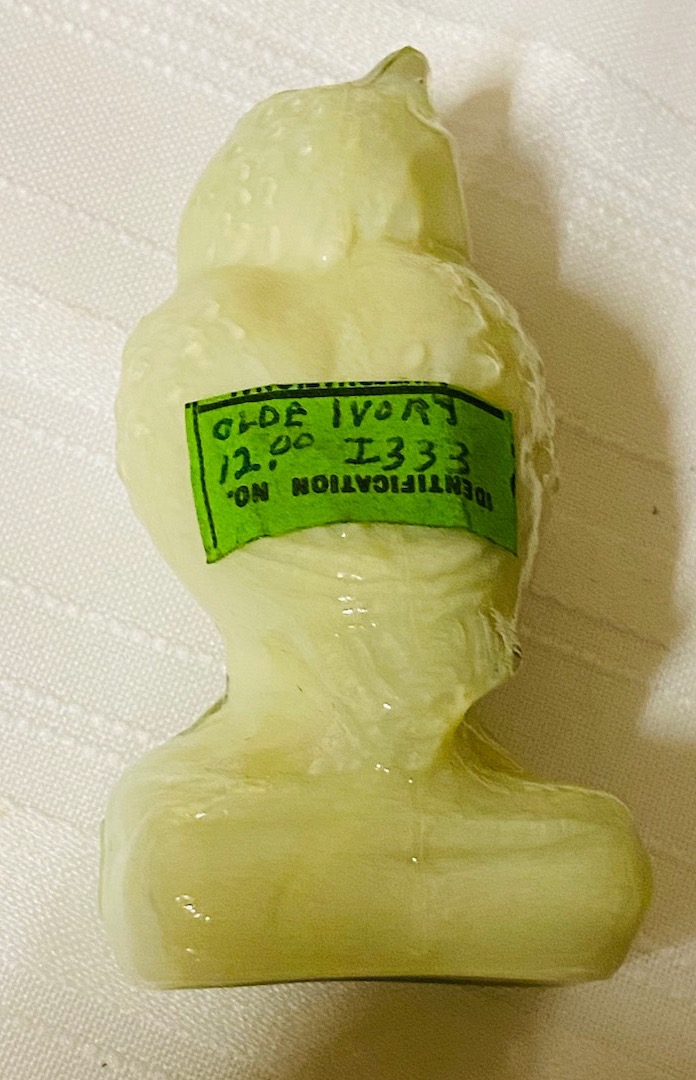 OLDE IVORY
12.00 I333
IDENTIFICATION NO.